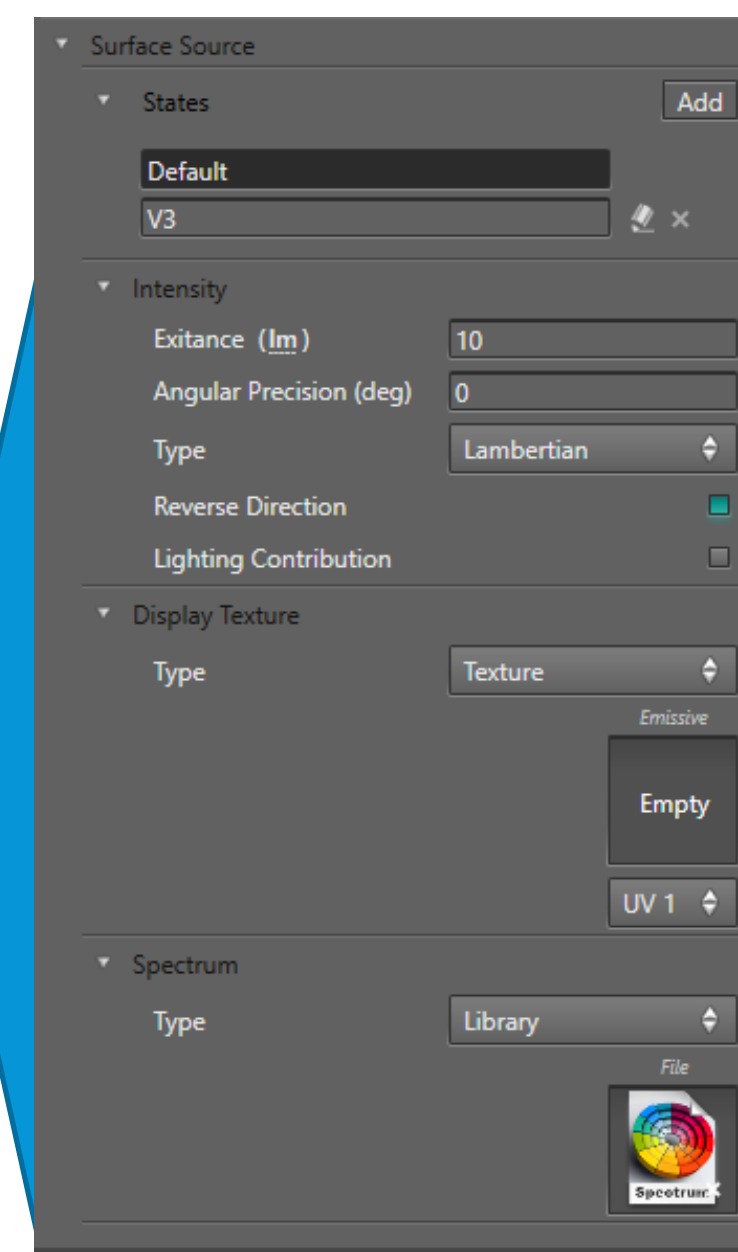 Surface Source
States Add
Default
V3
Intensity
Exitance (lm) 10
Angular Precision (deg) 0
Type Lambertian
Reverse Direction
Lighting Contribution
Display Texture
Type Texture
Emissive
Empty
UV 1
Spectrum
Type Library
File
Spectrum